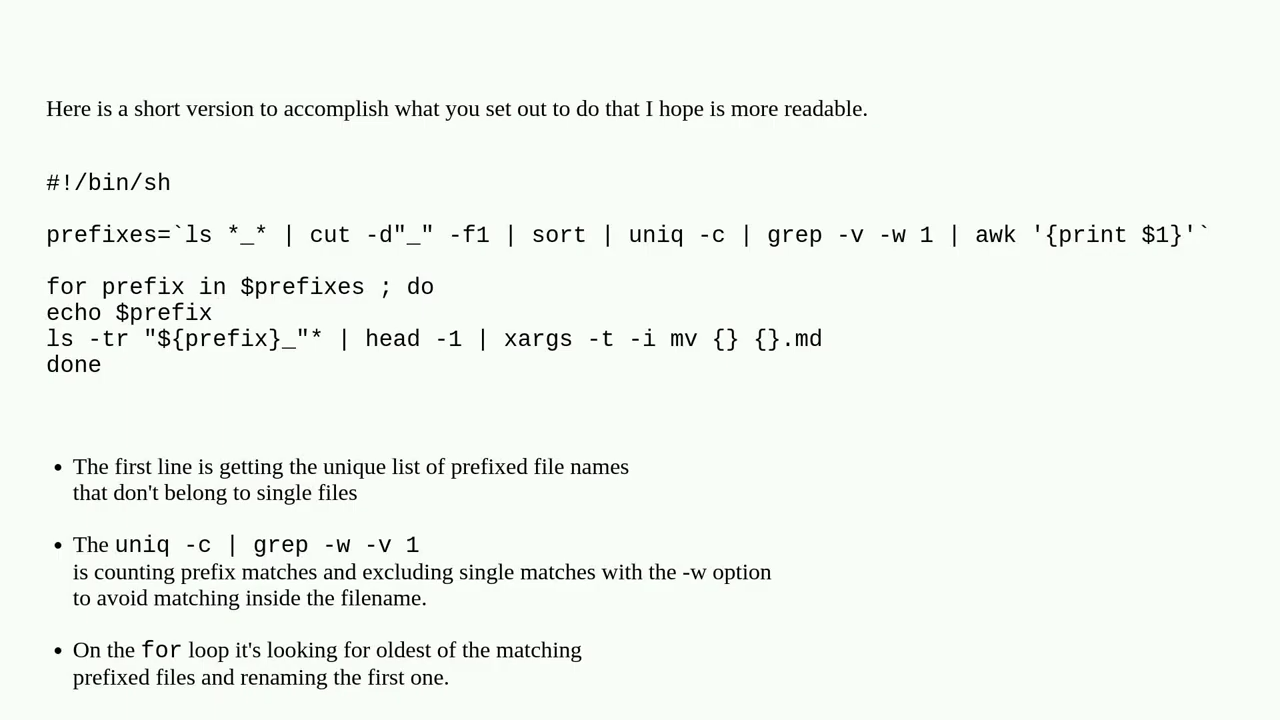 Here is a short version to accomplish what you set out to do that I hope is more readable.
#!/bin/sh
prefixes=`ls *_* | cut -d"_" -f1 | sort | uniq -c | grep -v -w 1 | awk '{print $1}'`
for prefix in $prefixes ; do
echo $prefix
ls -tr "${prefix}_"* | head -1 | xargs -t -i mv {} {}.md
done
• The first line is getting the unique list of prefixed file names
that don't belong to single files
• The uniq -c | grep -w -v 1
is counting prefix matches and excluding single matches with the -w option
to avoid matching inside the filename.
• On the for loop it's looking for oldest of the matching
prefixed files and renaming the first one.